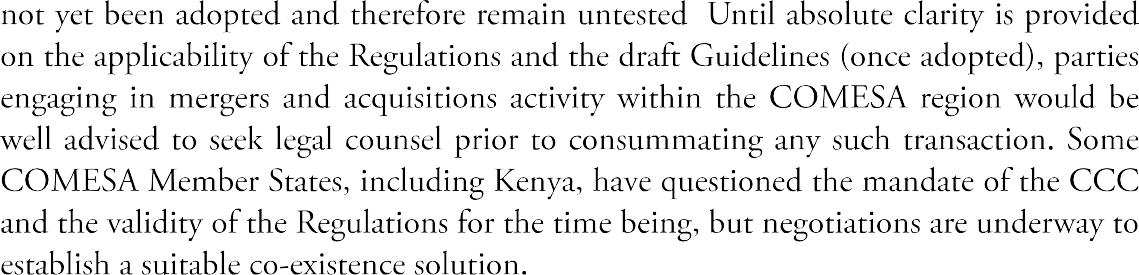 not yet been adopted and therefore remain untested  Until absolute clarity is provided
on the applicability of the Regulations and the draft Guidelines (once adopted), parties
engaging in mergers and acquisitions activity within the COMESA region would be
well advised to seek legal counsel prior to consummating any such transaction. Some
COMESA Member States, including Kenya, have questioned the mandate of the CCC
and the validity of the Regulations for the time being, but negotiations are underway to
establish a suitable co-existence solution.